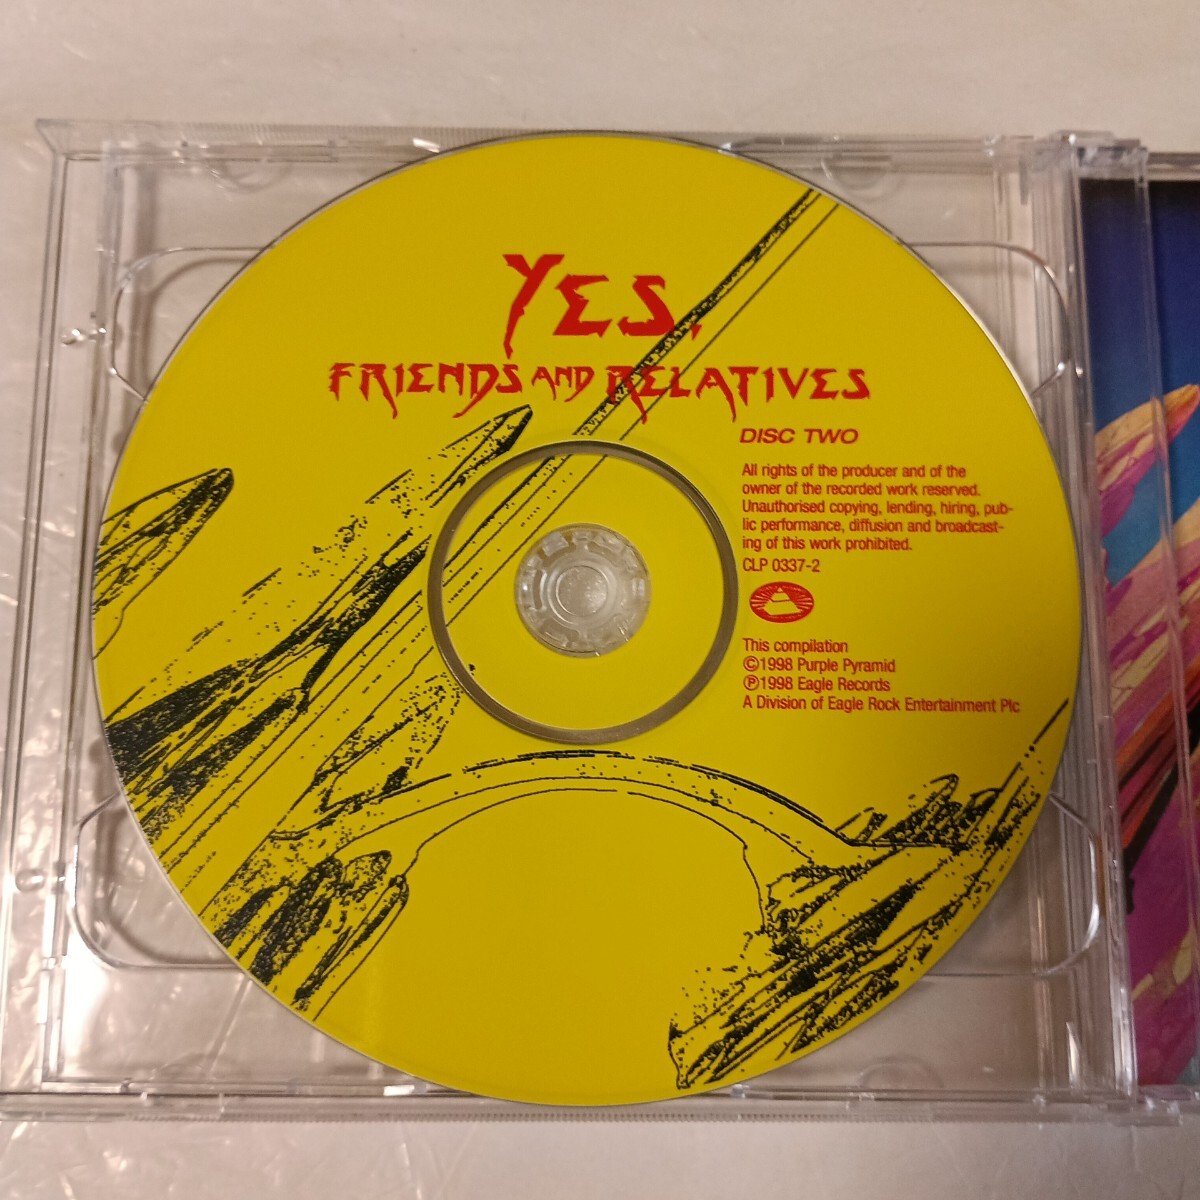 YES,
FRIENDS AND RELATIVES
DISC TWO
All rights of the producer and of the
owner of the recorded work reserved.
Unauthorised copying, lending, hiring, pub-
lic performance, diffusion and broadcast-
ing of this work prohibited.
CLP 0337-2
This compilation
©1998 Purple Pyramid
℗1998 Eagle Records
A Division of Eagle Rock Entertainment Plc